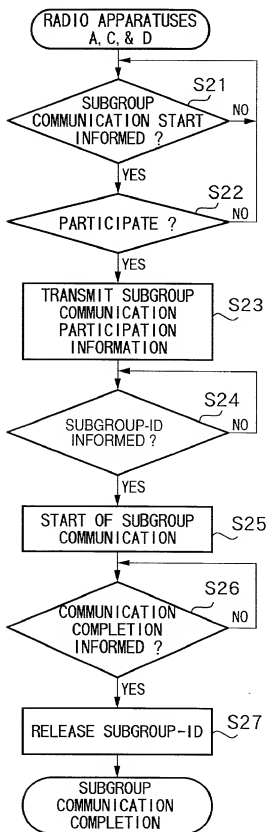 RADIO APPARATUSES
A, C, & D
S21
SUBGROUP
COMMUNICATION START
INFORMED ?
NO
YES
S22
PARTICIPATE ?
NO
YES
TRANSMIT SUBGROUP
COMMUNICATION
PARTICIPATION
INFORMATION
S23
S24
SUBGROUP-ID
INFORMED ?
NO
YES
START OF SUBGROUP
COMMUNICATION
S25
S26
COMMUNICATION
COMPLETION
INFORMED ?
NO
YES
RELEASE SUBGROUP-ID
S27
SUBGROUP
COMMUNICATION
COMPLETION